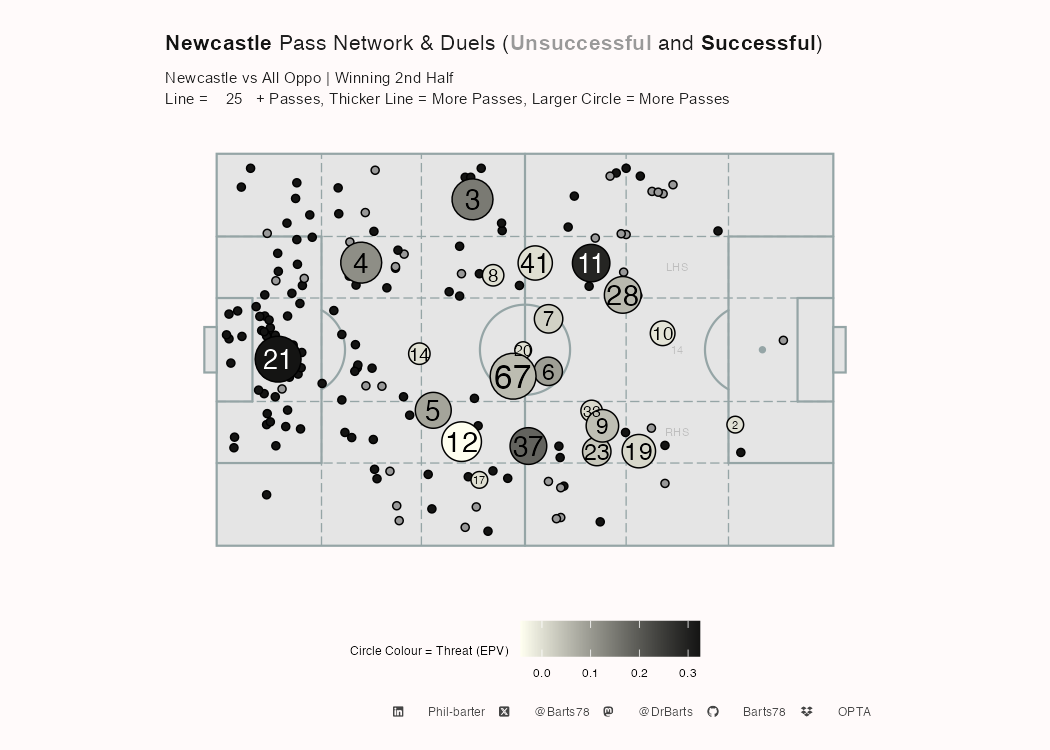 Newcastle Pass Network & Duels (Unsuccessful and Successful)
Newcastle vs All Oppo | Winning 2nd Half
Line = 25 + Passes, Thicker Line = More Passes, Larger Circle = More Passes
3
4
41
11
LHS
8
28
7
10
20
14
14
21
67
6
5
33
2
9
RHS
12
37
23
19
17
Circle Colour = Threat (EPV)
0.0 0.1 0.2 0.3
Phil-barter @Barts78 @DrBarts Barts78 OPTA